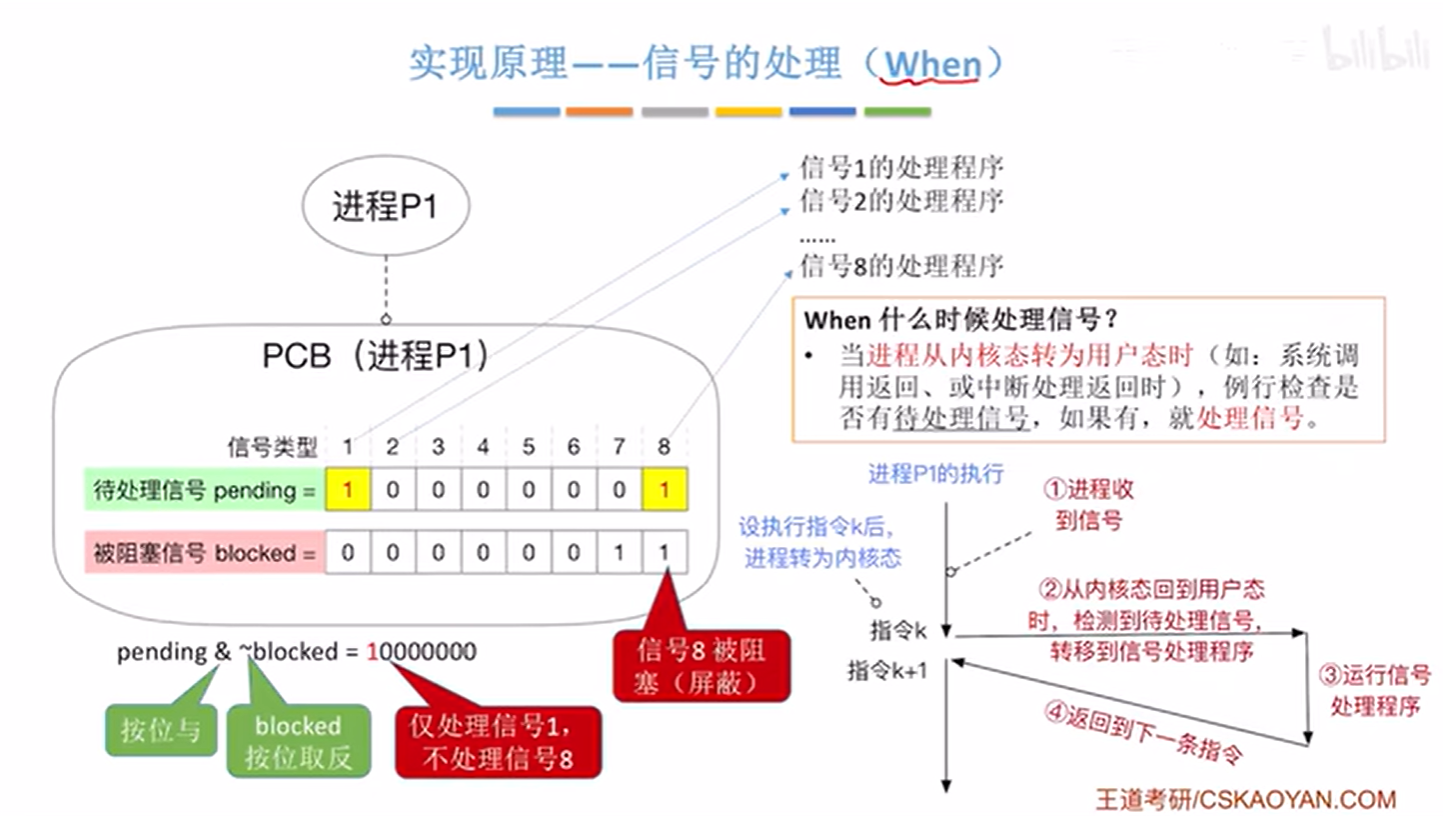 实现原理——信号的处理（When）
bilibili
进程P1
信号1的处理程序
信号2的处理程序
......
信号8的处理程序
PCB（进程P1）
信号类型 1 2 3 4 5 6 7 8
待处理信号 pending = 1 0 0 0 0 0 0 1
被阻塞信号 blocked = 0 0 0 0 0 0 1 1
信号8 被阻
塞（屏蔽）
pending & ~blocked = 10000000
按位与
blocked
按位取反
仅处理信号1，
不处理信号8
When 什么时候处理信号？
• 当进程从内核态转为用户态时（如：系统调
用返回、或中断处理返回时），例行检查是
否有待处理信号，如果有，就处理信号。
进程P1的执行
①进程收
到信号
设执行指令k后，
进程转为内核态
②从内核态回到用户态
时，检测到待处理信号，
转移到信号处理程序
指令k
指令k+1
③运行信号
处理程序
④返回到下一条指令
王道考研/CSKAOYAN.COM